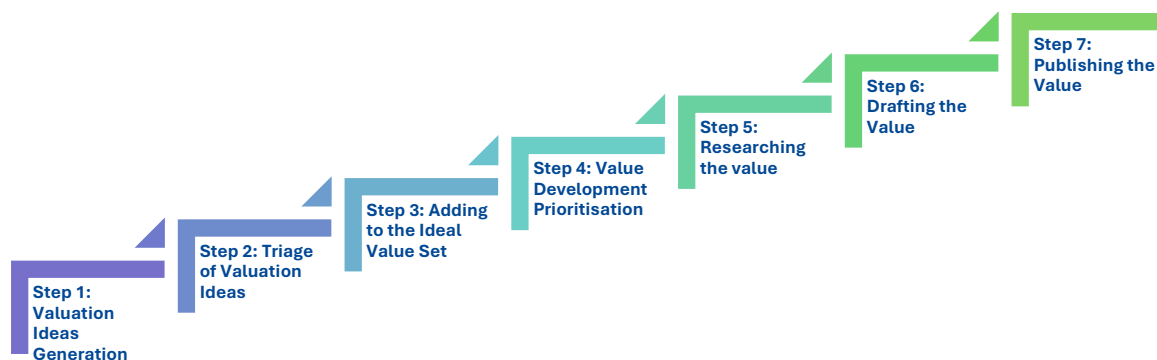 Step 1:
Valuation
Ideas
Generation
Step 2: Triage
of Valuation
Ideas
Step 3: Adding
to the Ideal
Value Set
Step 4: Value
Development
Prioritisation
Step 5:
Researching
the value
Step 6:
Drafting the
Value
Step 7:
Publishing the
Value